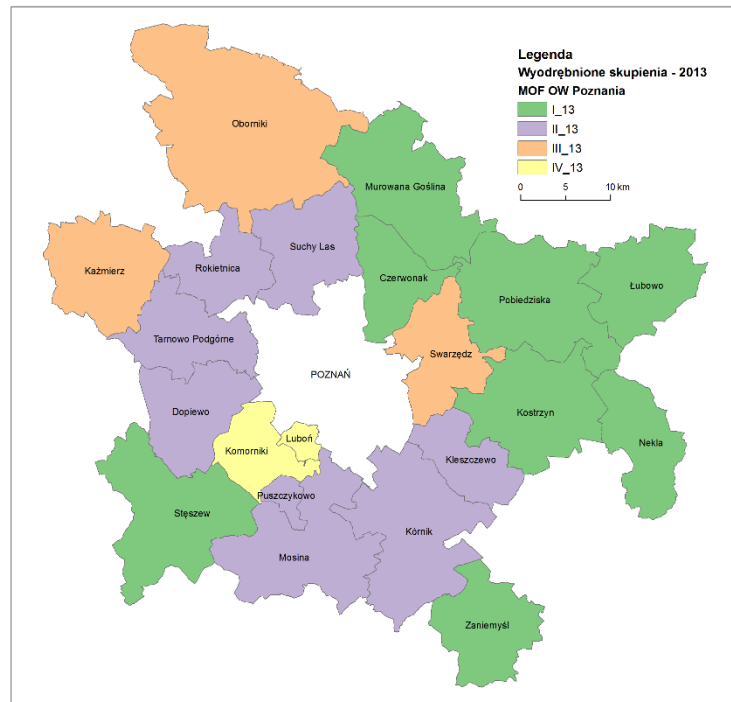 Legenda
Wyodrębnione skupienia - 2013
MOF OW Poznania
I_13
II_13
III_13
IV_13
0 5 10 km
Oborniki
Murowana Goślina
Suchy Las
Rokietnica
Kaźmierz
Czerwonak
Pobiedziska
Łubowo
Tarnowo Podgórne
Swarzędz
POZNAŃ
Dopiewo
Kostrzyn
Luboń
Komorniki
Nekla
Kleszczewo
Puszczykowo
Stęszew
Kórnik
Mosina
Zaniemyśl